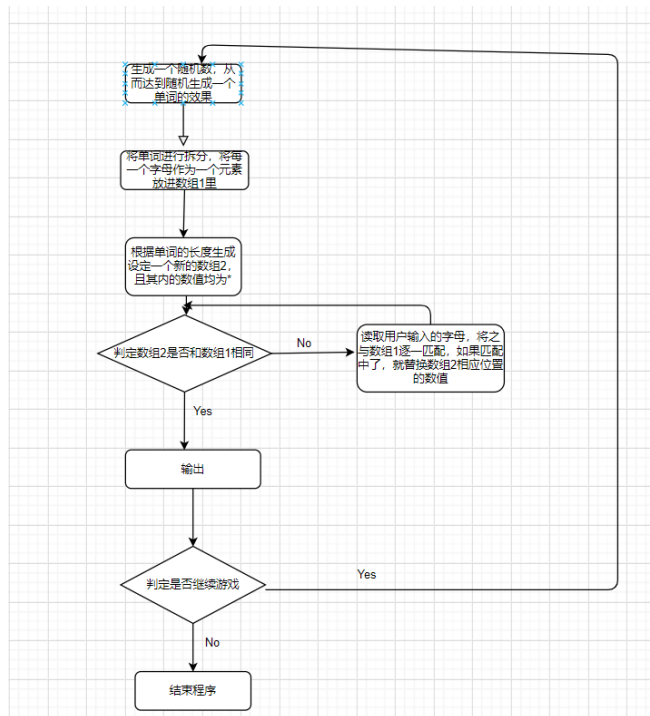 生成一个随机数，从
而达到随机生成一个
单词的效果
将单词进行拆分，将每
一个字母作为一个元素
放进数组1里
根据单词的长度生成
设定一个新的数组2，
且其内的数值均为*
判定数组2是否和数组1相同
No
读取用户输入的字母，将之
与数组1逐一匹配，如果匹配
中了，就替换数组2相应位置
的数值
Yes
输出
判定是否继续游戏
Yes
No
结束程序